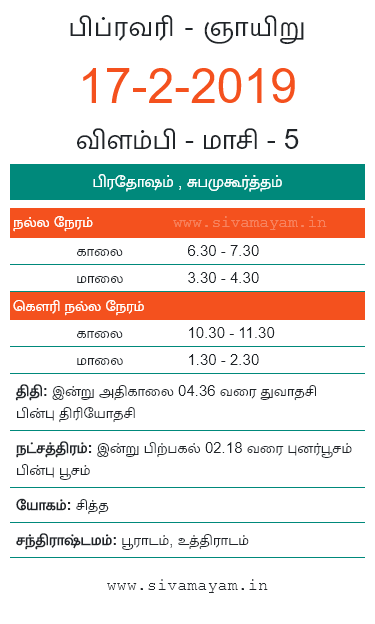 பிப்ரவரி - ஞாயிறு
17-2-2019
விளம்பி - மாசி - 5
பிரதோஷம் , சுபமுகூர்த்தம்
நல்ல நேரம் www.sivamayam.in
காலை 6.30 - 7.30
மாலை 3.30 - 4.30
கௌரி நல்ல நேரம்
காலை 10.30 - 11.30
மாலை 1.30 - 2.30
திதி: இன்று அதிகாலை 04.36 வரை துவாதசி
பின்பு திரியோதசி
நட்சத்திரம்: இன்று பிற்பகல் 02.18 வரை புனர்பூசம்
பின்பு பூசம்
யோகம்: சித்த
சந்திராஷ்டமம்: பூராடம், உத்திராடம்
www.sivamayam.in